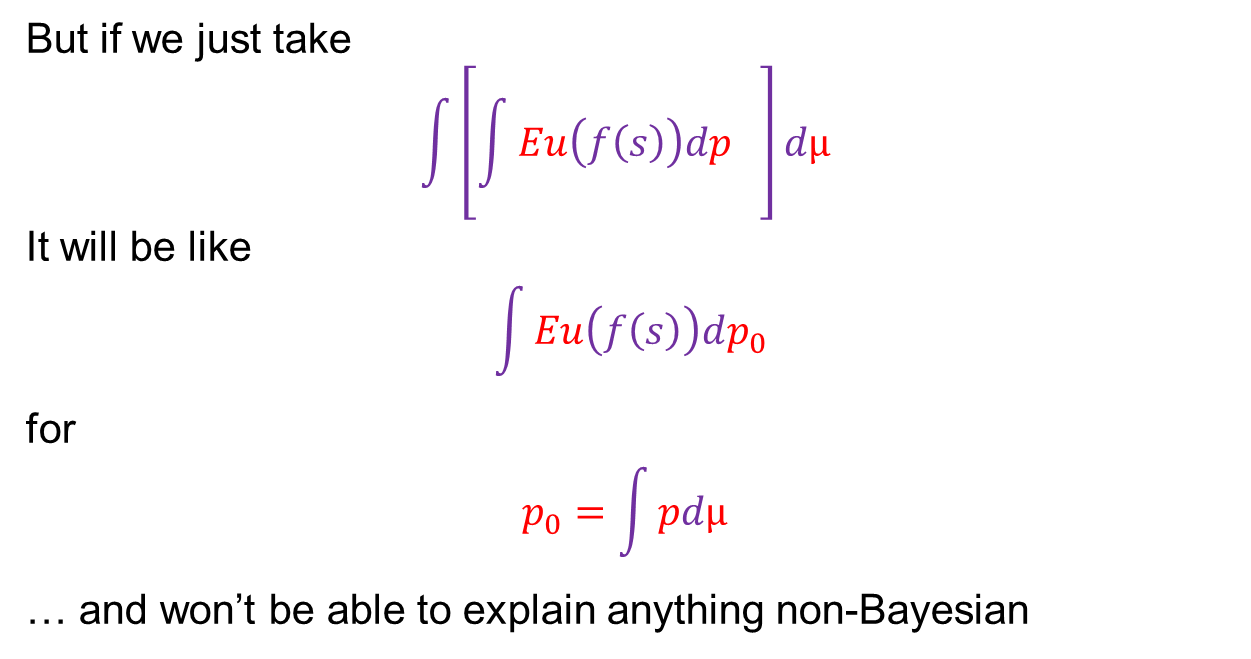 But if we just take
∫[∫ Eu(f(s))dp ] dμ
It will be like
∫ Eu(f(s))dp₀
for
p₀ = ∫ pdμ
… and won’t be able to explain anything non-Bayesian